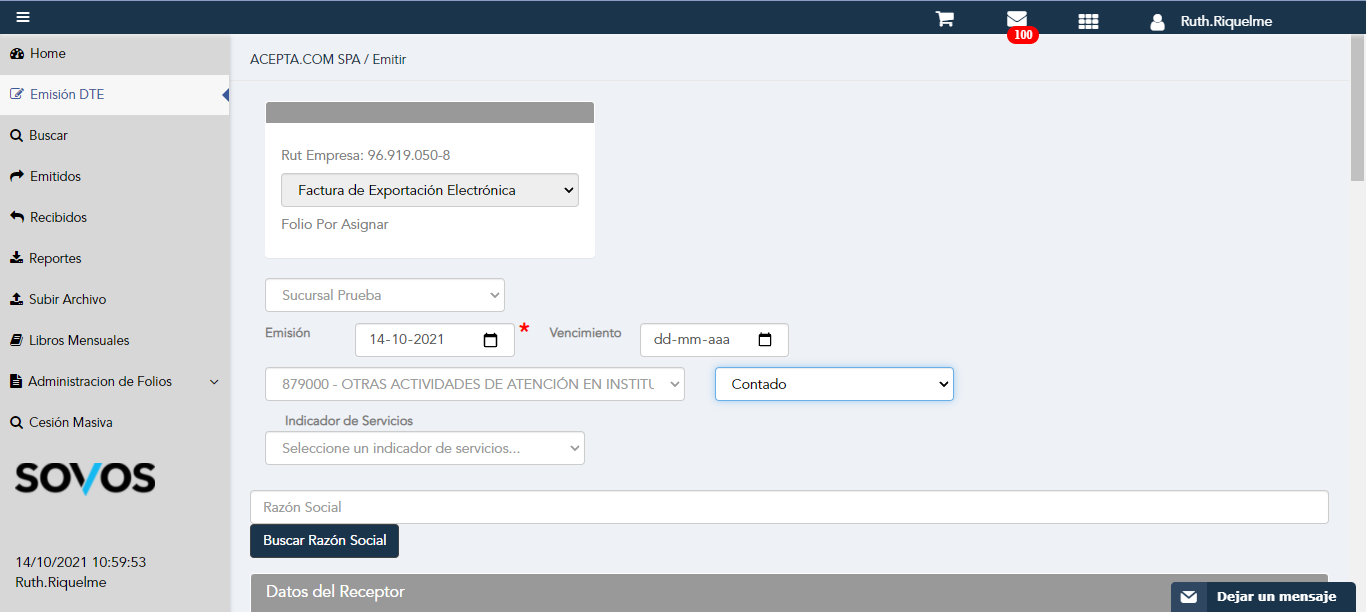 100
Ruth.Riquelme
Home
Emisión DTE
Buscar
Emitidos
Recibidos
Reportes
Subir Archivo
Libros Mensuales
Administracion de Folios
Cesión Masiva
SOVOS
14/10/2021 10:59:53
Ruth.Riquelme
ACEPTA.COM SPA / Emitir
Rut Empresa: 96.919.050-8
Factura de Exportación Electrónica
Folio Por Asignar
Sucursal Prueba
Emisión 14-10-2021 * Vencimiento dd-mm-aaa
879000 - OTRAS ACTIVIDADES DE ATENCIÓN EN INSTITU Contado
Indicador de Servicios
Seleccione un indicador de servicios...
Razón Social
Buscar Razón Social
Datos del Receptor
Dejar un mensaje